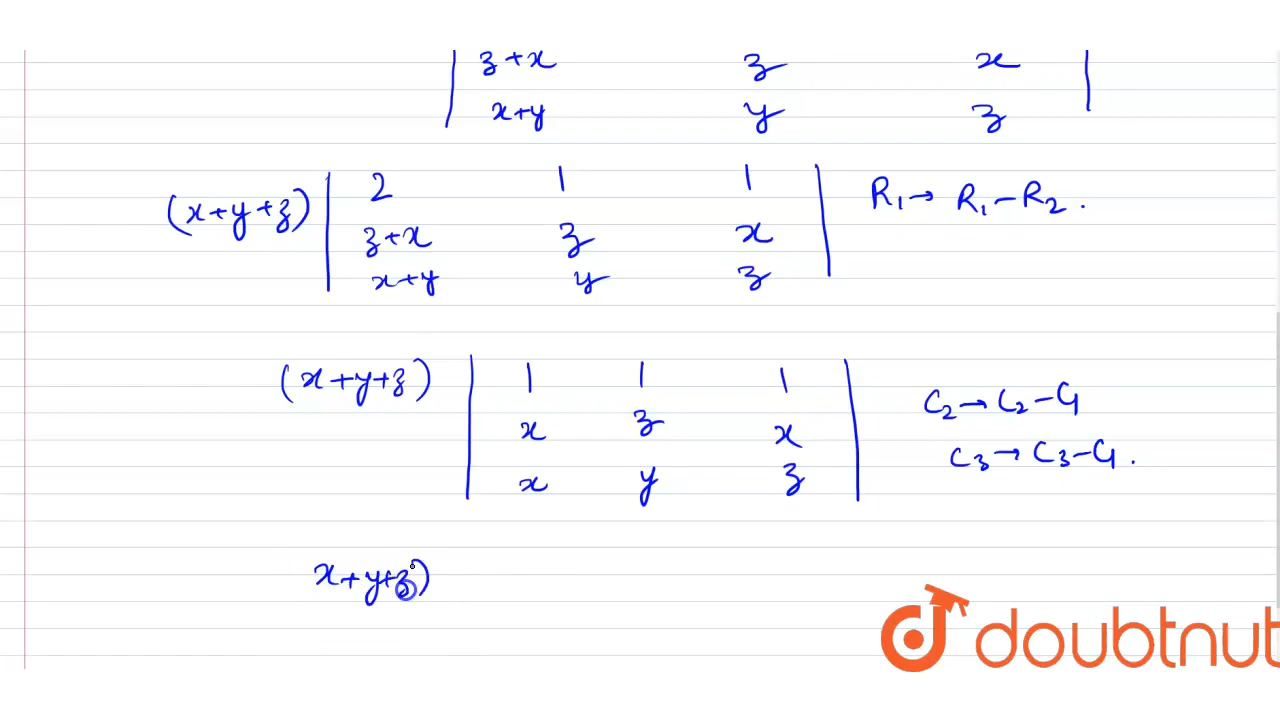 z+x z x
x+y y z
(x+y+z) | 2 1 1 | R₁→ R₁-R₂.
z+x z x
x+y y z
(x+y+z) | 1 1 1 |
x z x C₂→ C₂-C₁
x y z C₃→ C₃-C₁.
x+y+z)
doubtnut